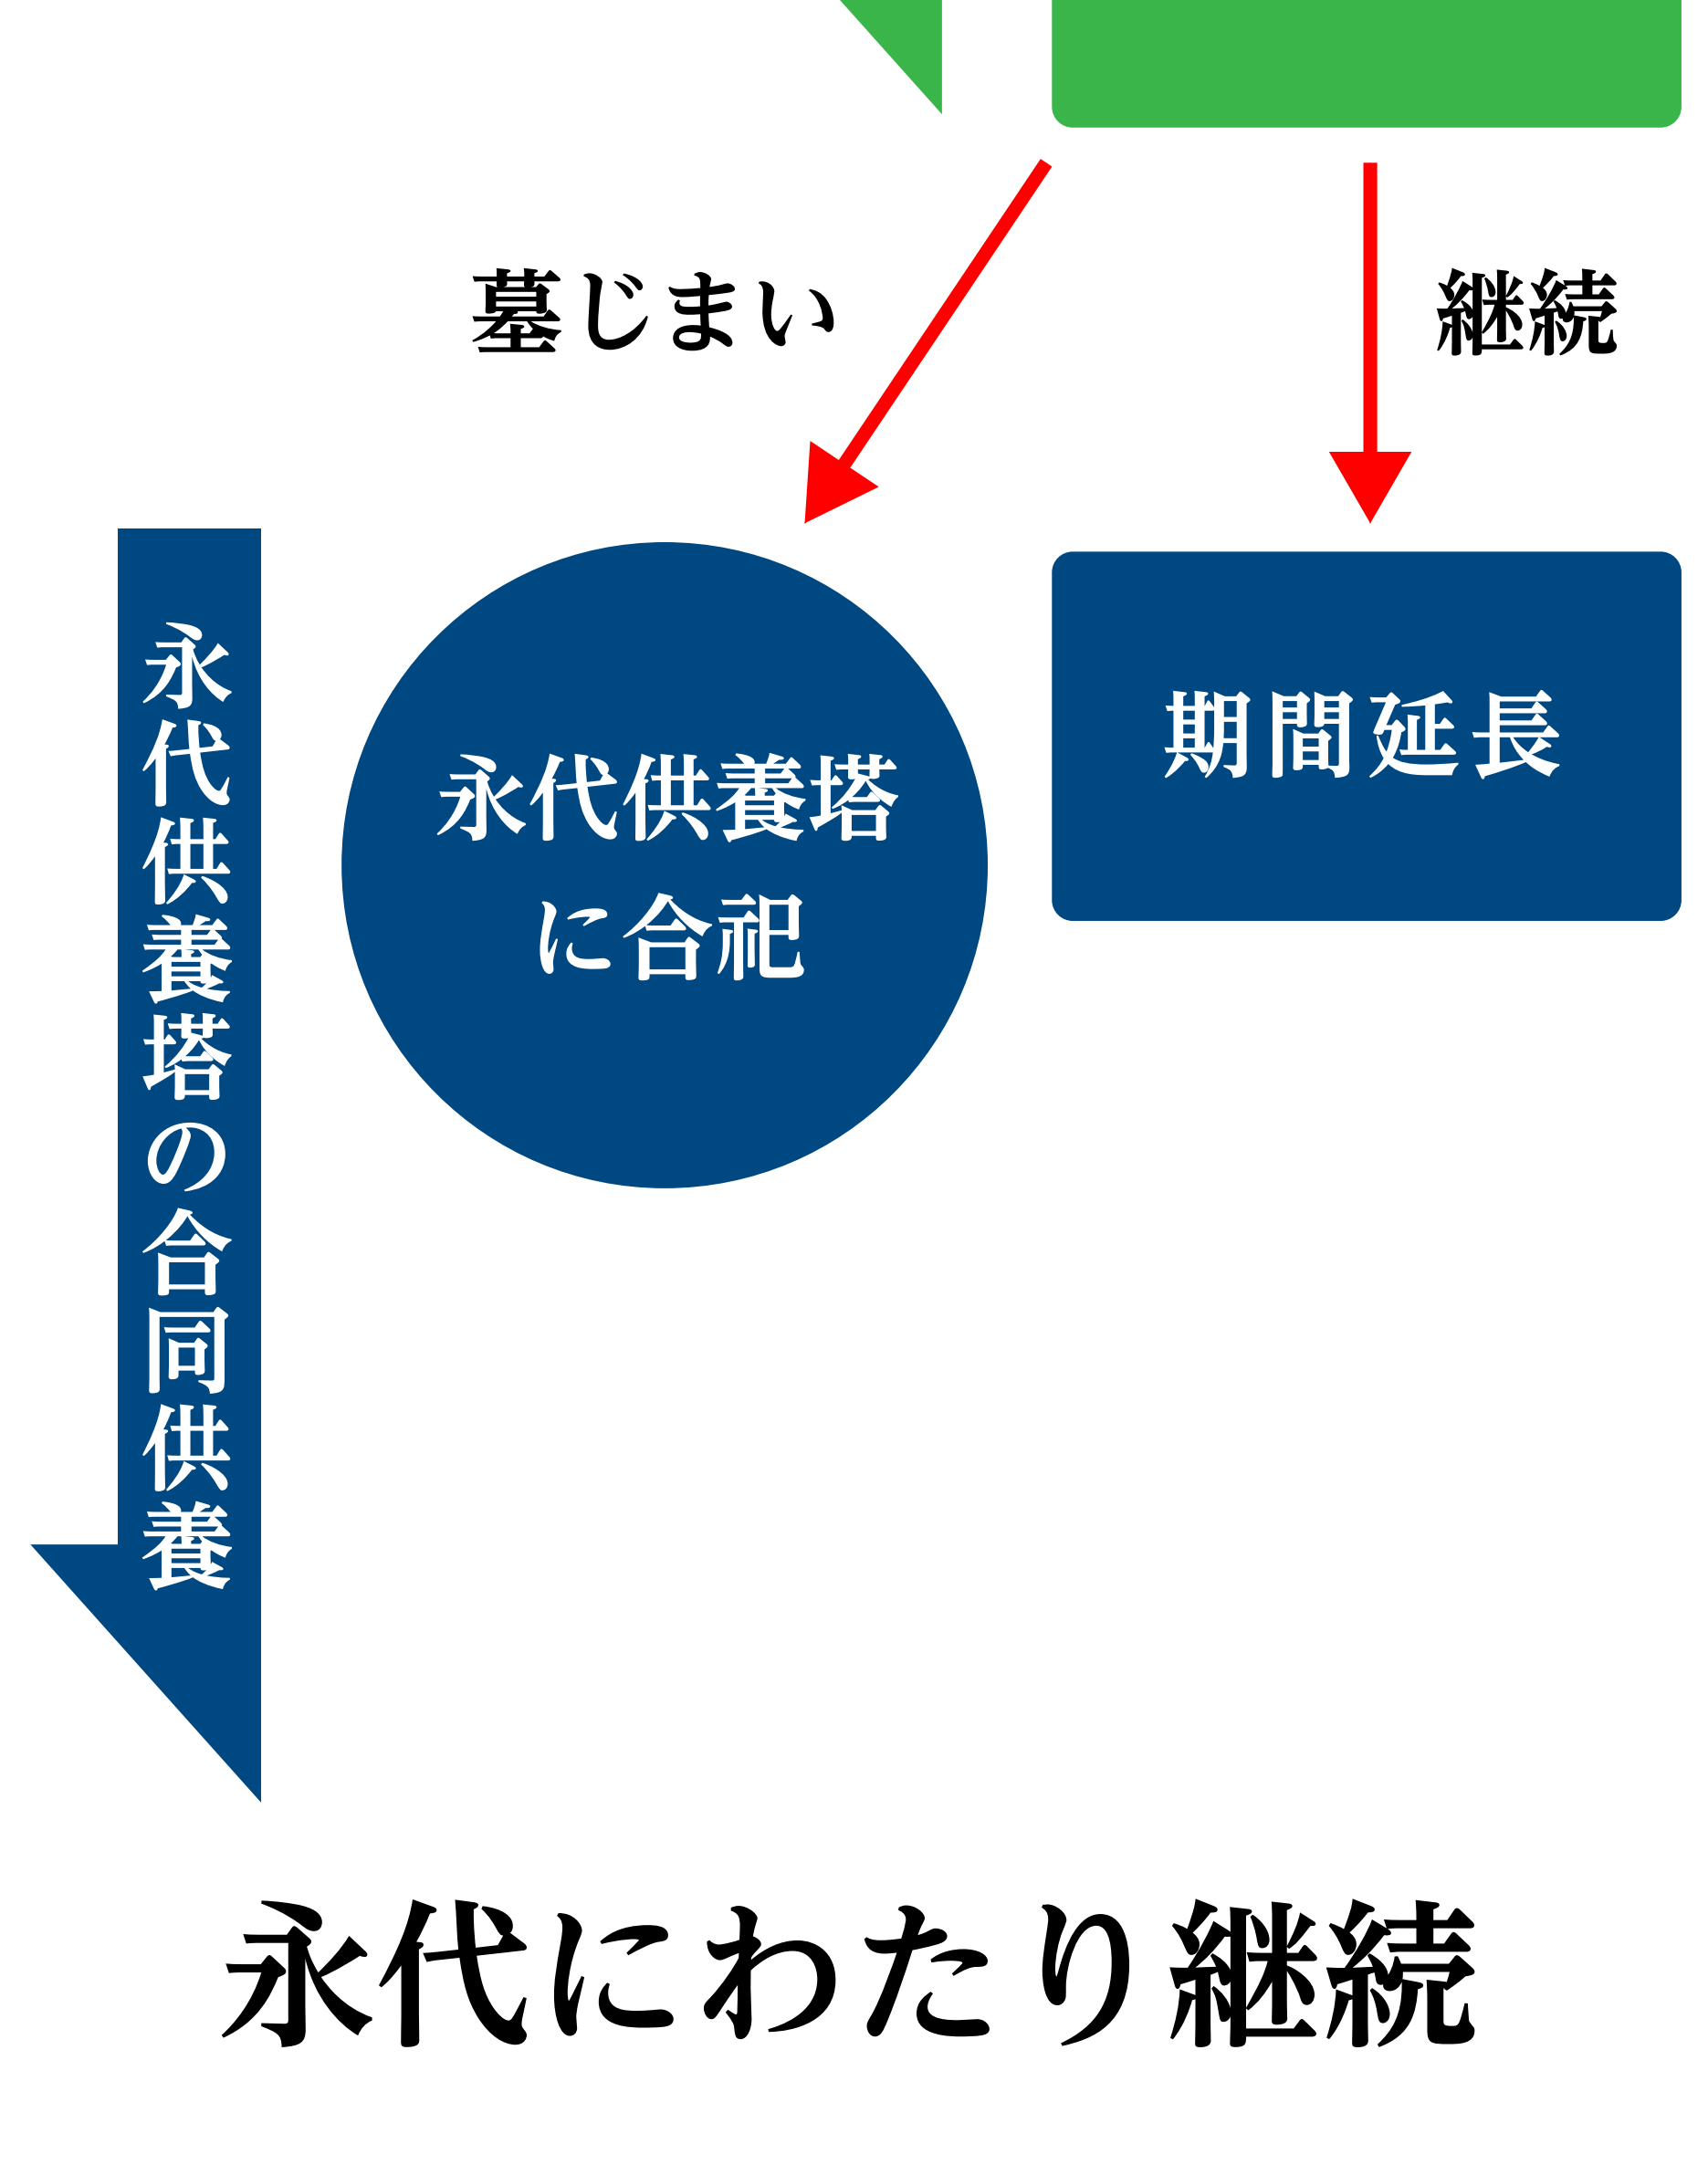 墓じまい
継続
永代供養塔の合同供養
永代供養塔
に合祀
期間延長
永代にわたり継続